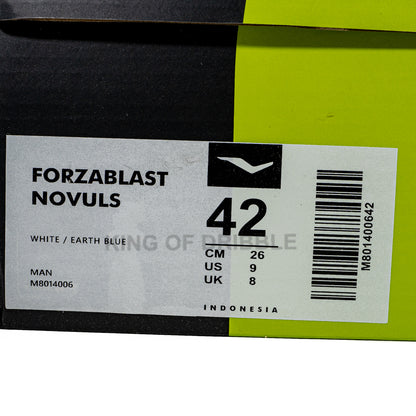 FORZABLAST
NOVULS
WHITE / EARTH BLUE
MAN
M8014006
42
CM 26
US 9
UK 8
INDONESIA
M801400642
KING OF DRIBBLE